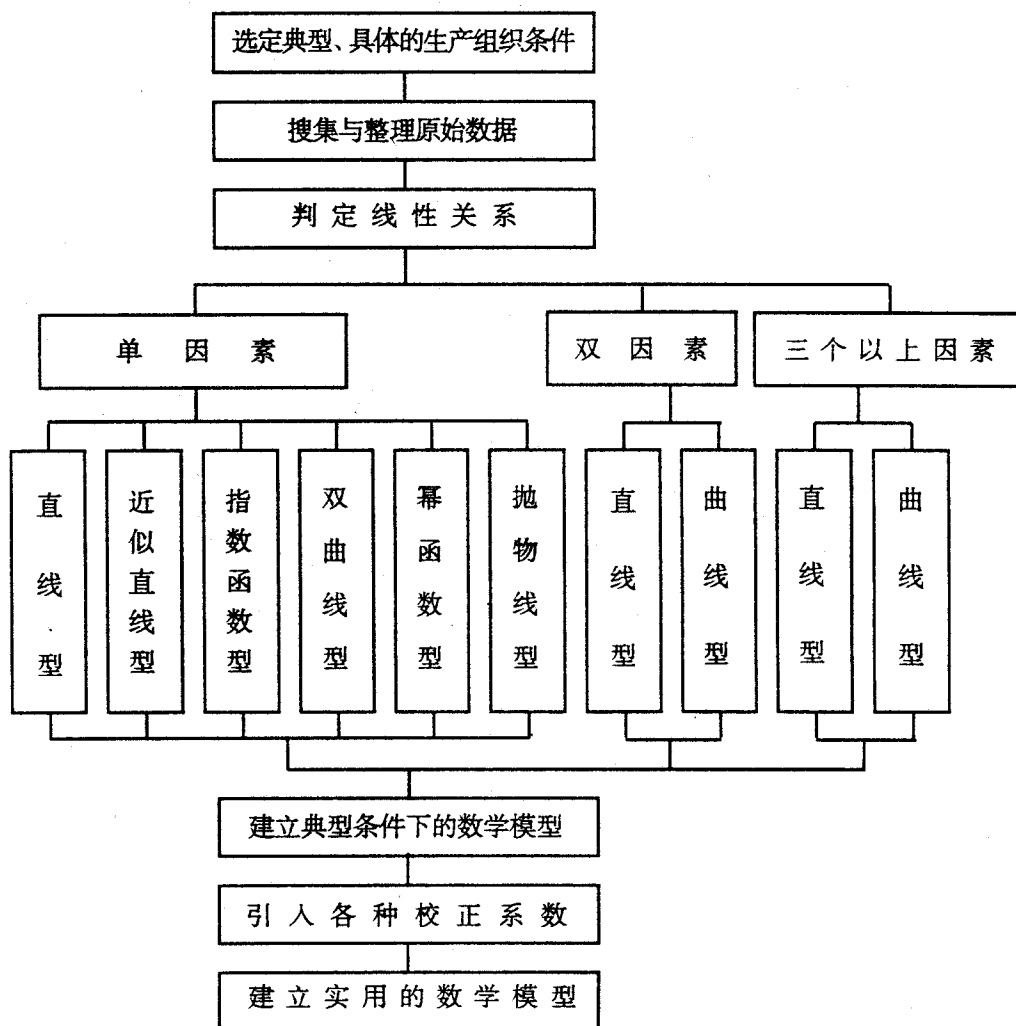 选定典型、具体的生产组织条件
搜集与整理原始数据
判定线性关系
单因素
双因素
三个以上因素
直线型
近似直线型
指数函数型
双曲线型
幂函数型
抛物线型
直线型
曲线型
直线型
曲线型
建立典型条件下的数学模型
引入各种校正系数
建立实用的数学模型